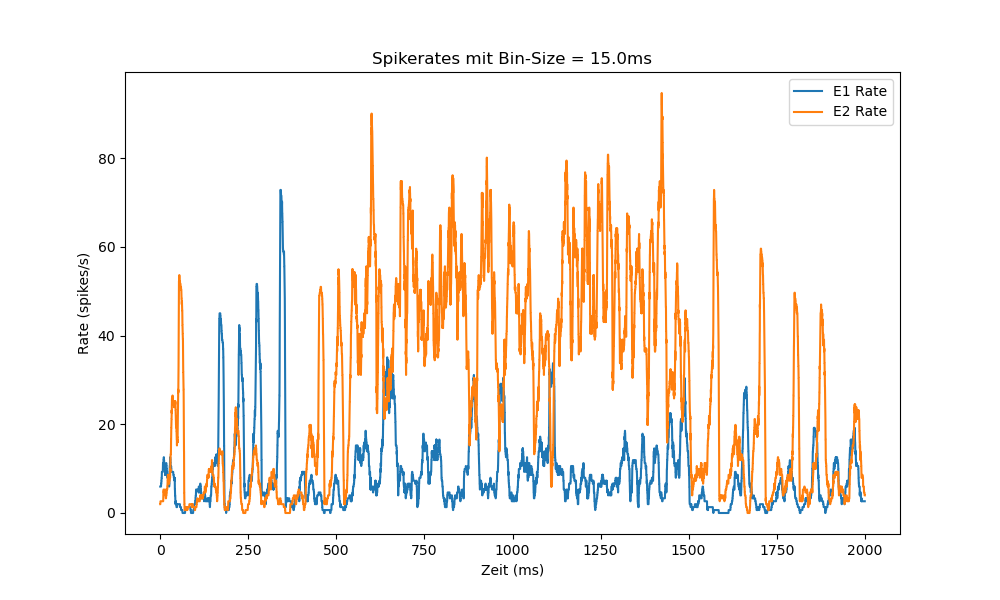 Spikerates mit Bin-Size = 15.0ms
E1 Rate
E2 Rate
Rate (spikes/s)
80
60
40
20
0
0 250 500 750 1000 1250 1500 1750 2000
Zeit (ms)